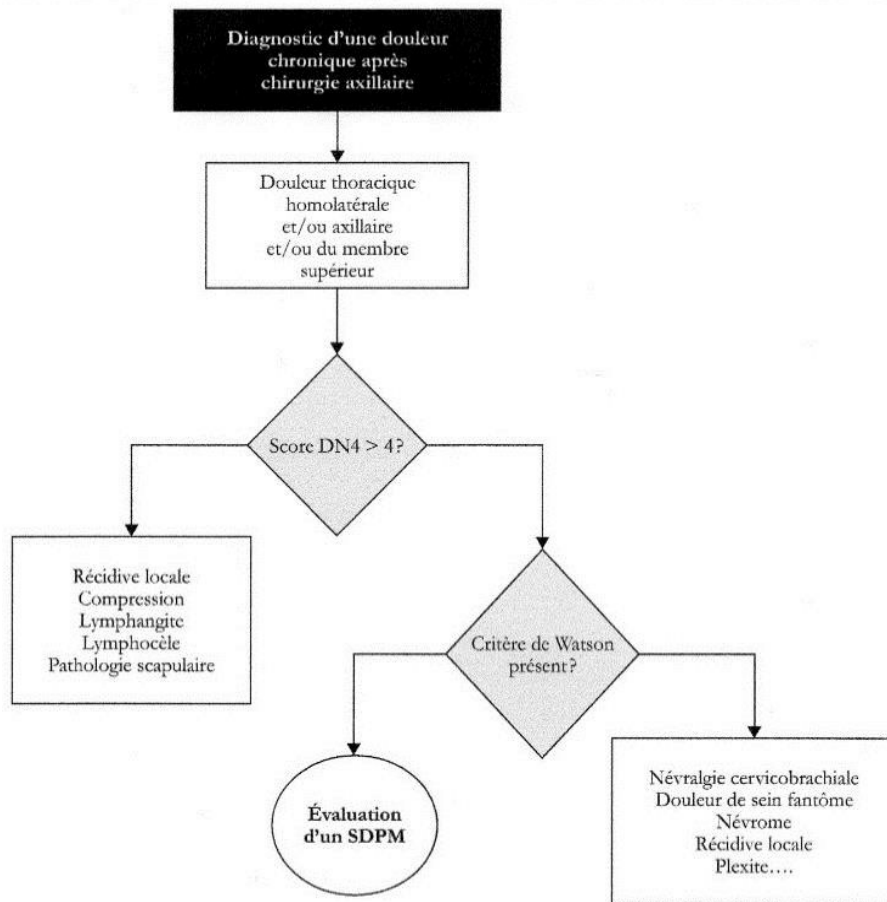 Diagnostic d'une douleur
chronique après
chirurgie axillaire
Douleur thoracique
homolatérale
et/ou axillaire
et/ou du membre
supérieur
Score DN4 > 4?
Récidive locale
Compression
Lymphangite
Lymphocèle
Pathologie scapulaire
Critère de Watson
présent?
Évaluation
d'un SDPM
Névralgie cervicobrachiale
Douleur de sein fantôme
Névrome
Récidive locale
Plexite….